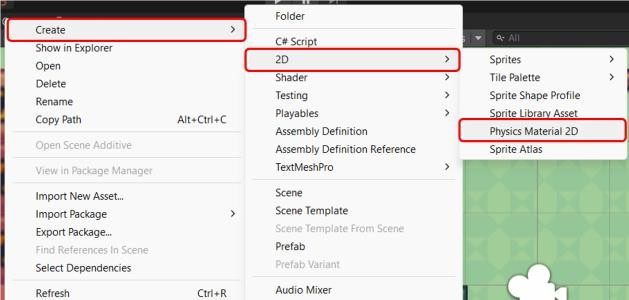 Create
Show in Explorer
Open
Delete
Rename
Copy Path Alt+Ctrl+C
Open Scene Additive
View in Package Manager
Import New Asset...
Import Package
Export Package...
Find References In Scene
Select Dependencies
Refresh Ctrl+R
Folder
C# Script
2D
Shader
Testing
Playables
Assembly Definition
Assembly Definition Reference
TextMeshPro
Scene
Scene Template
Scene Template From Scene
Prefab
Prefab Variant
Audio Mixer
All
Sprites
Tile Palette
Sprite Shape Profile
Sprite Library Asset
Physics Material 2D
Sprite Atlas